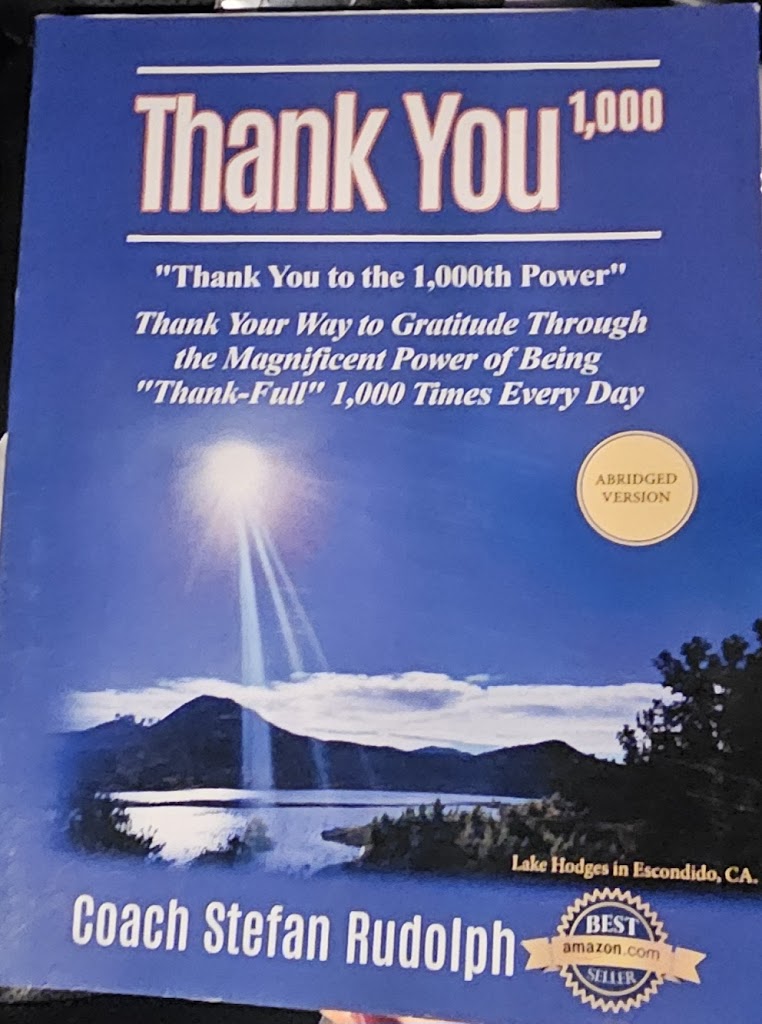 Thank You 1,000
"Thank You to the 1,000th Power"
Thank Your Way to Gratitude Through
the Magnificent Power of Being
"Thank-Full" 1,000 Times Every Day
ABRIDGED
VERSION
Lake Hodges in Escondido, CA.
Coach Stefan Rudolph
BEST
amazon.com
SELLER